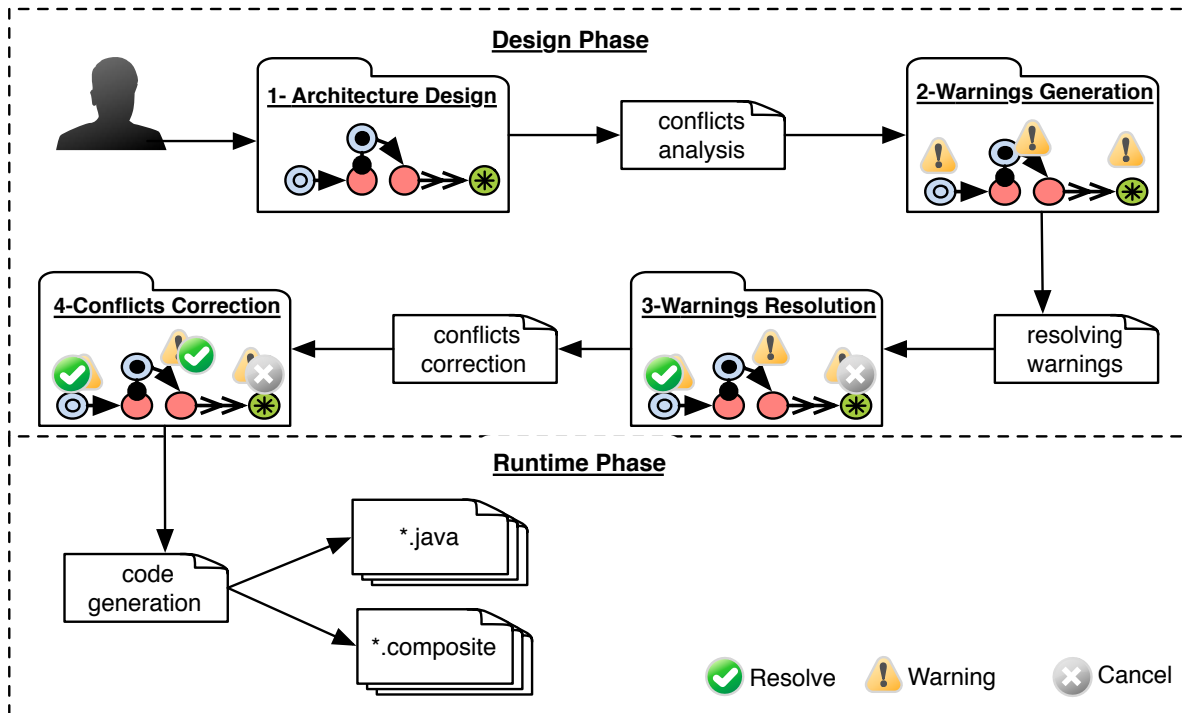 Design Phase
1- Architecture Design
conflicts
analysis
2-Warnings Generation
4-Conflicts Correction
conflicts
correction
3-Warnings Resolution
resolving
warnings
Runtime Phase
code
generation
*.java
*.composite
Resolve
Warning
Cancel